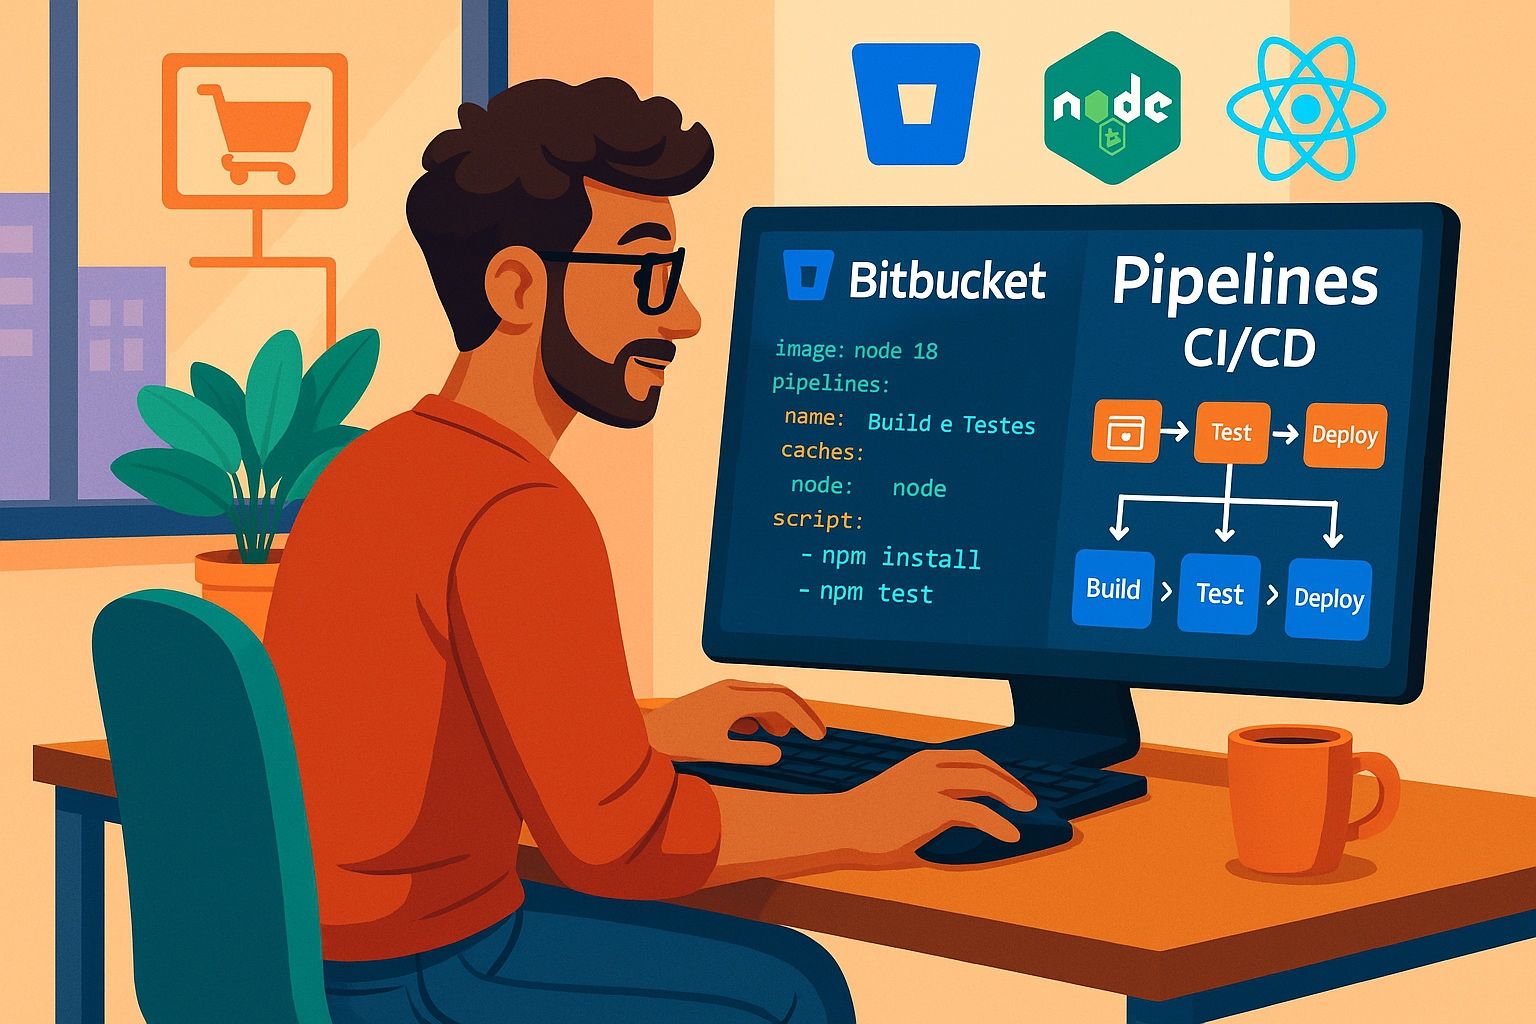 node
Bitbucket
image: node 18
pipelines:
name: Build e Testes
caches:
node: node
script:
- npm install
- npm test
Pipelines
CI/CD
Test
Deploy
Build
Test
Deploy